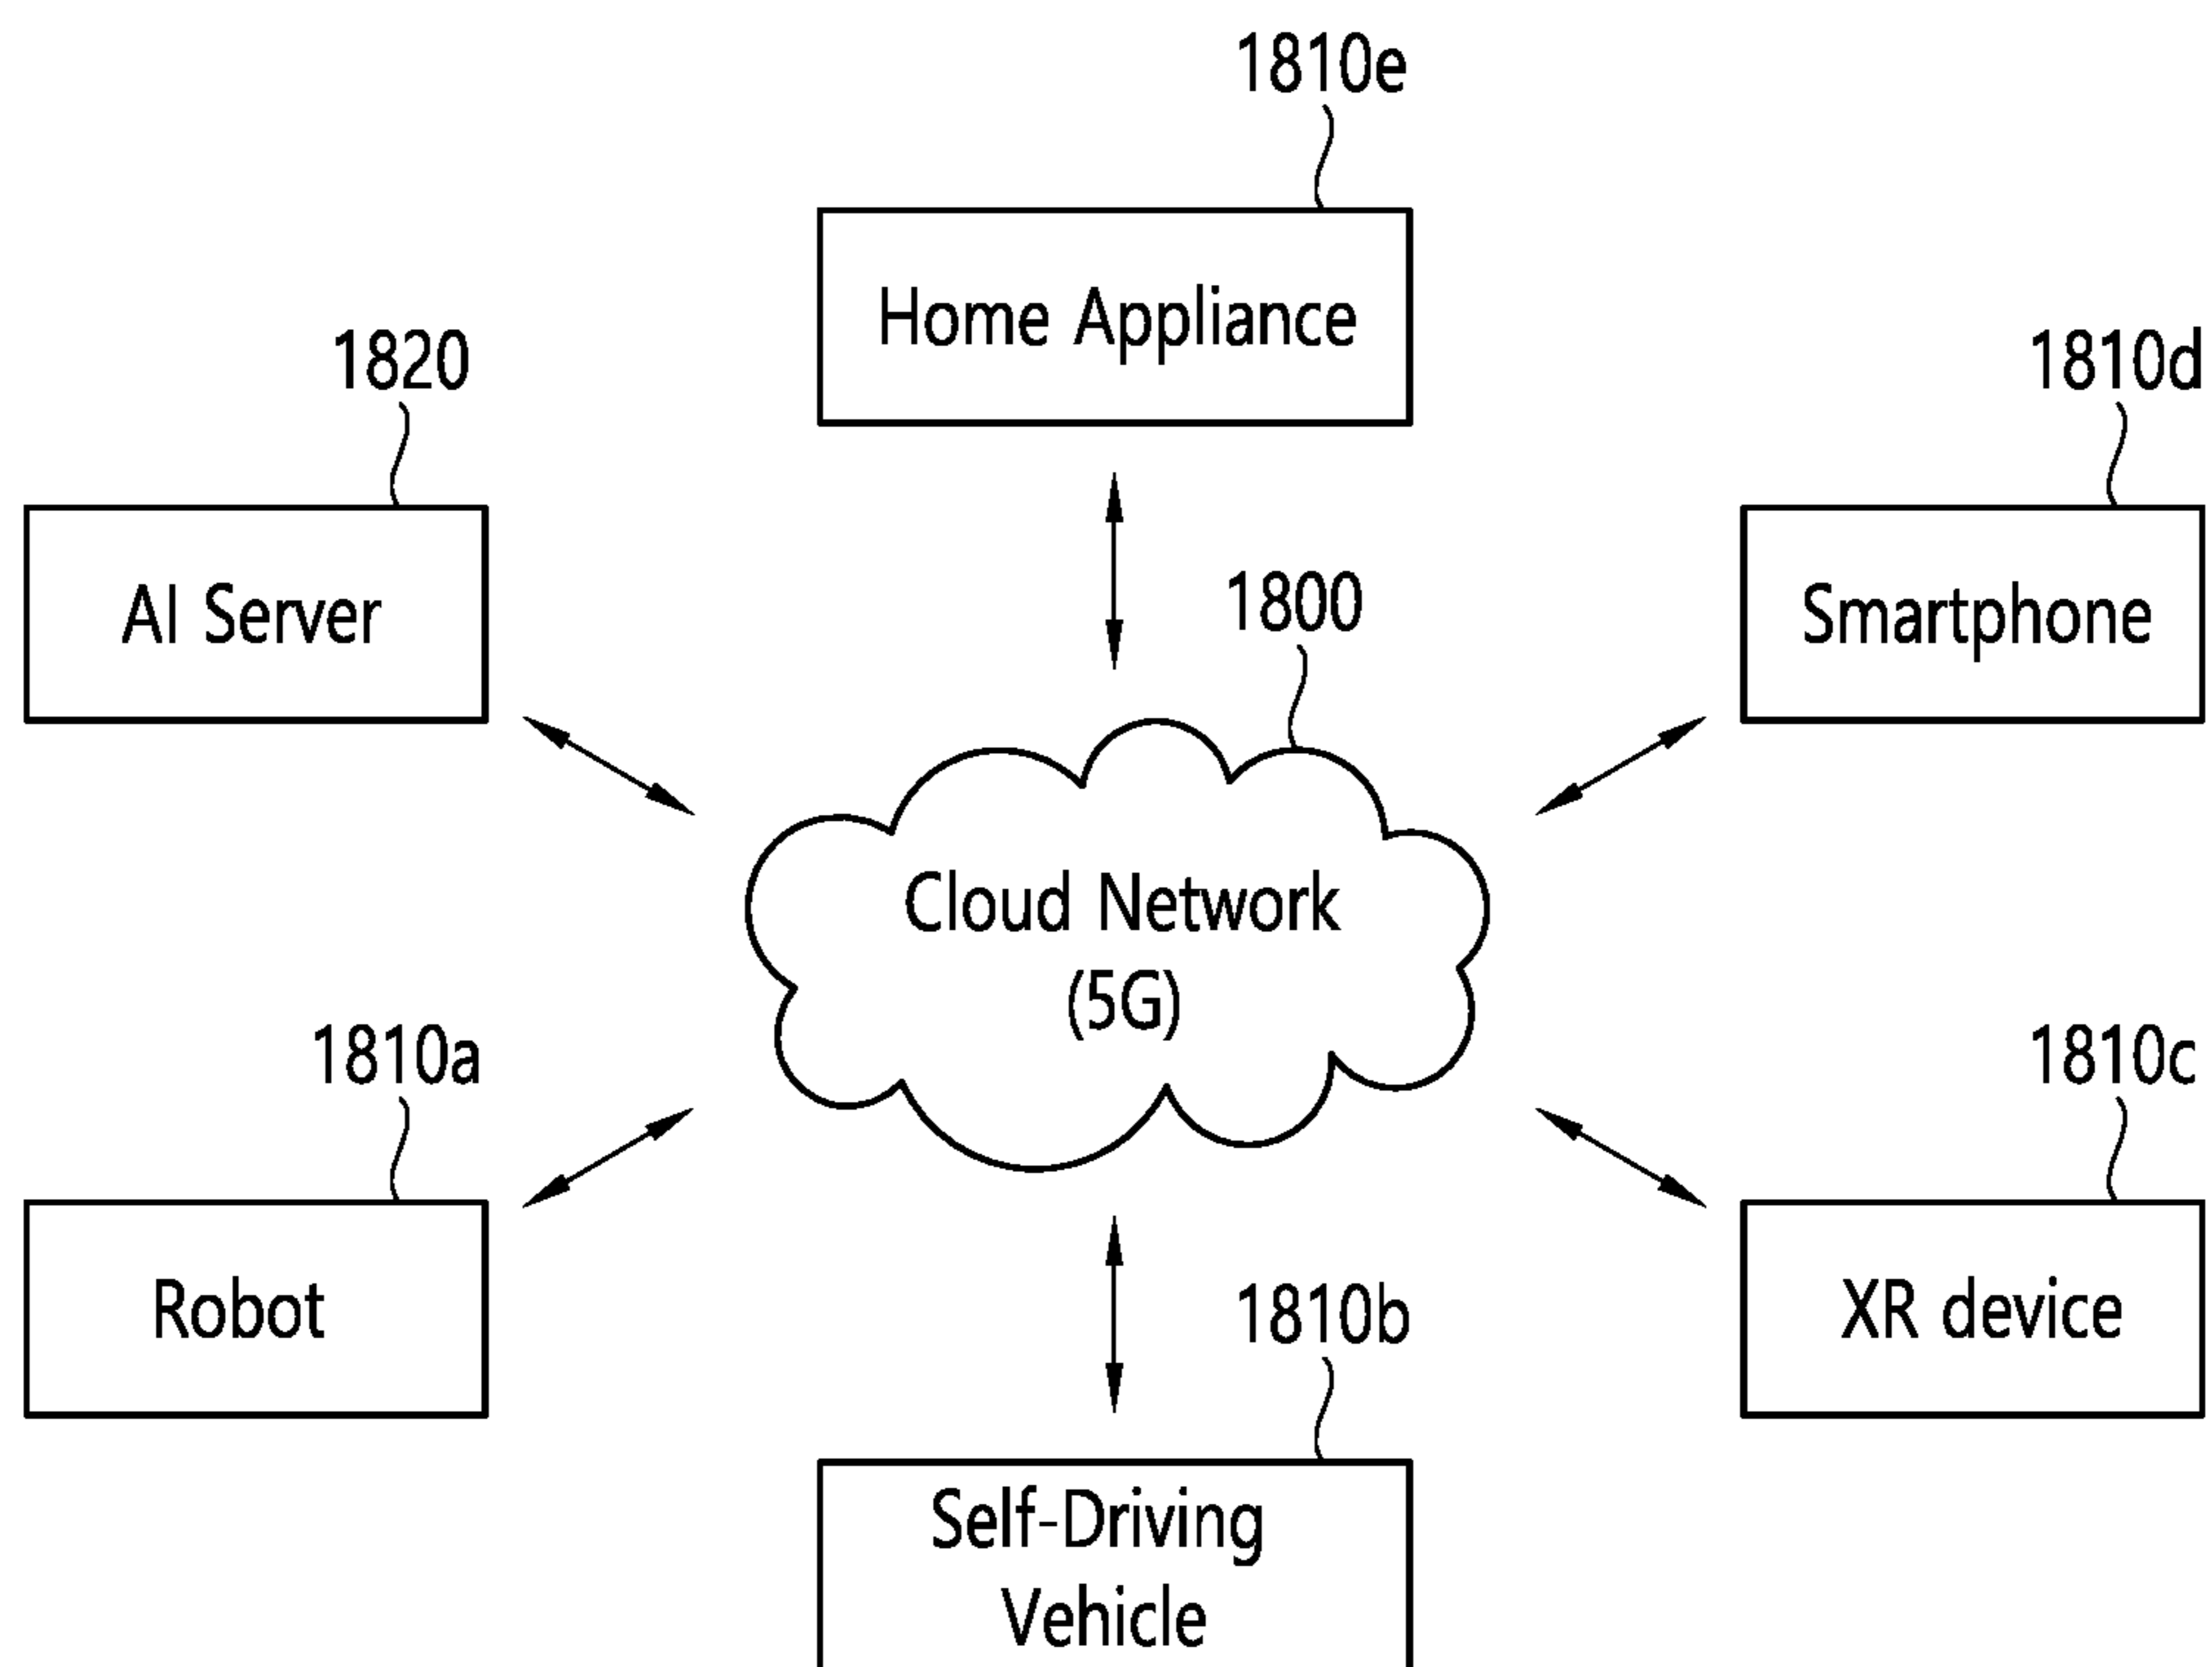 1810e
Home Appliance
1820
AI Server
1810d
Smartphone
1800
Cloud Network
(5G)
1810a
Robot
1810c
XR device
1810b
Self-Driving
Vehicle